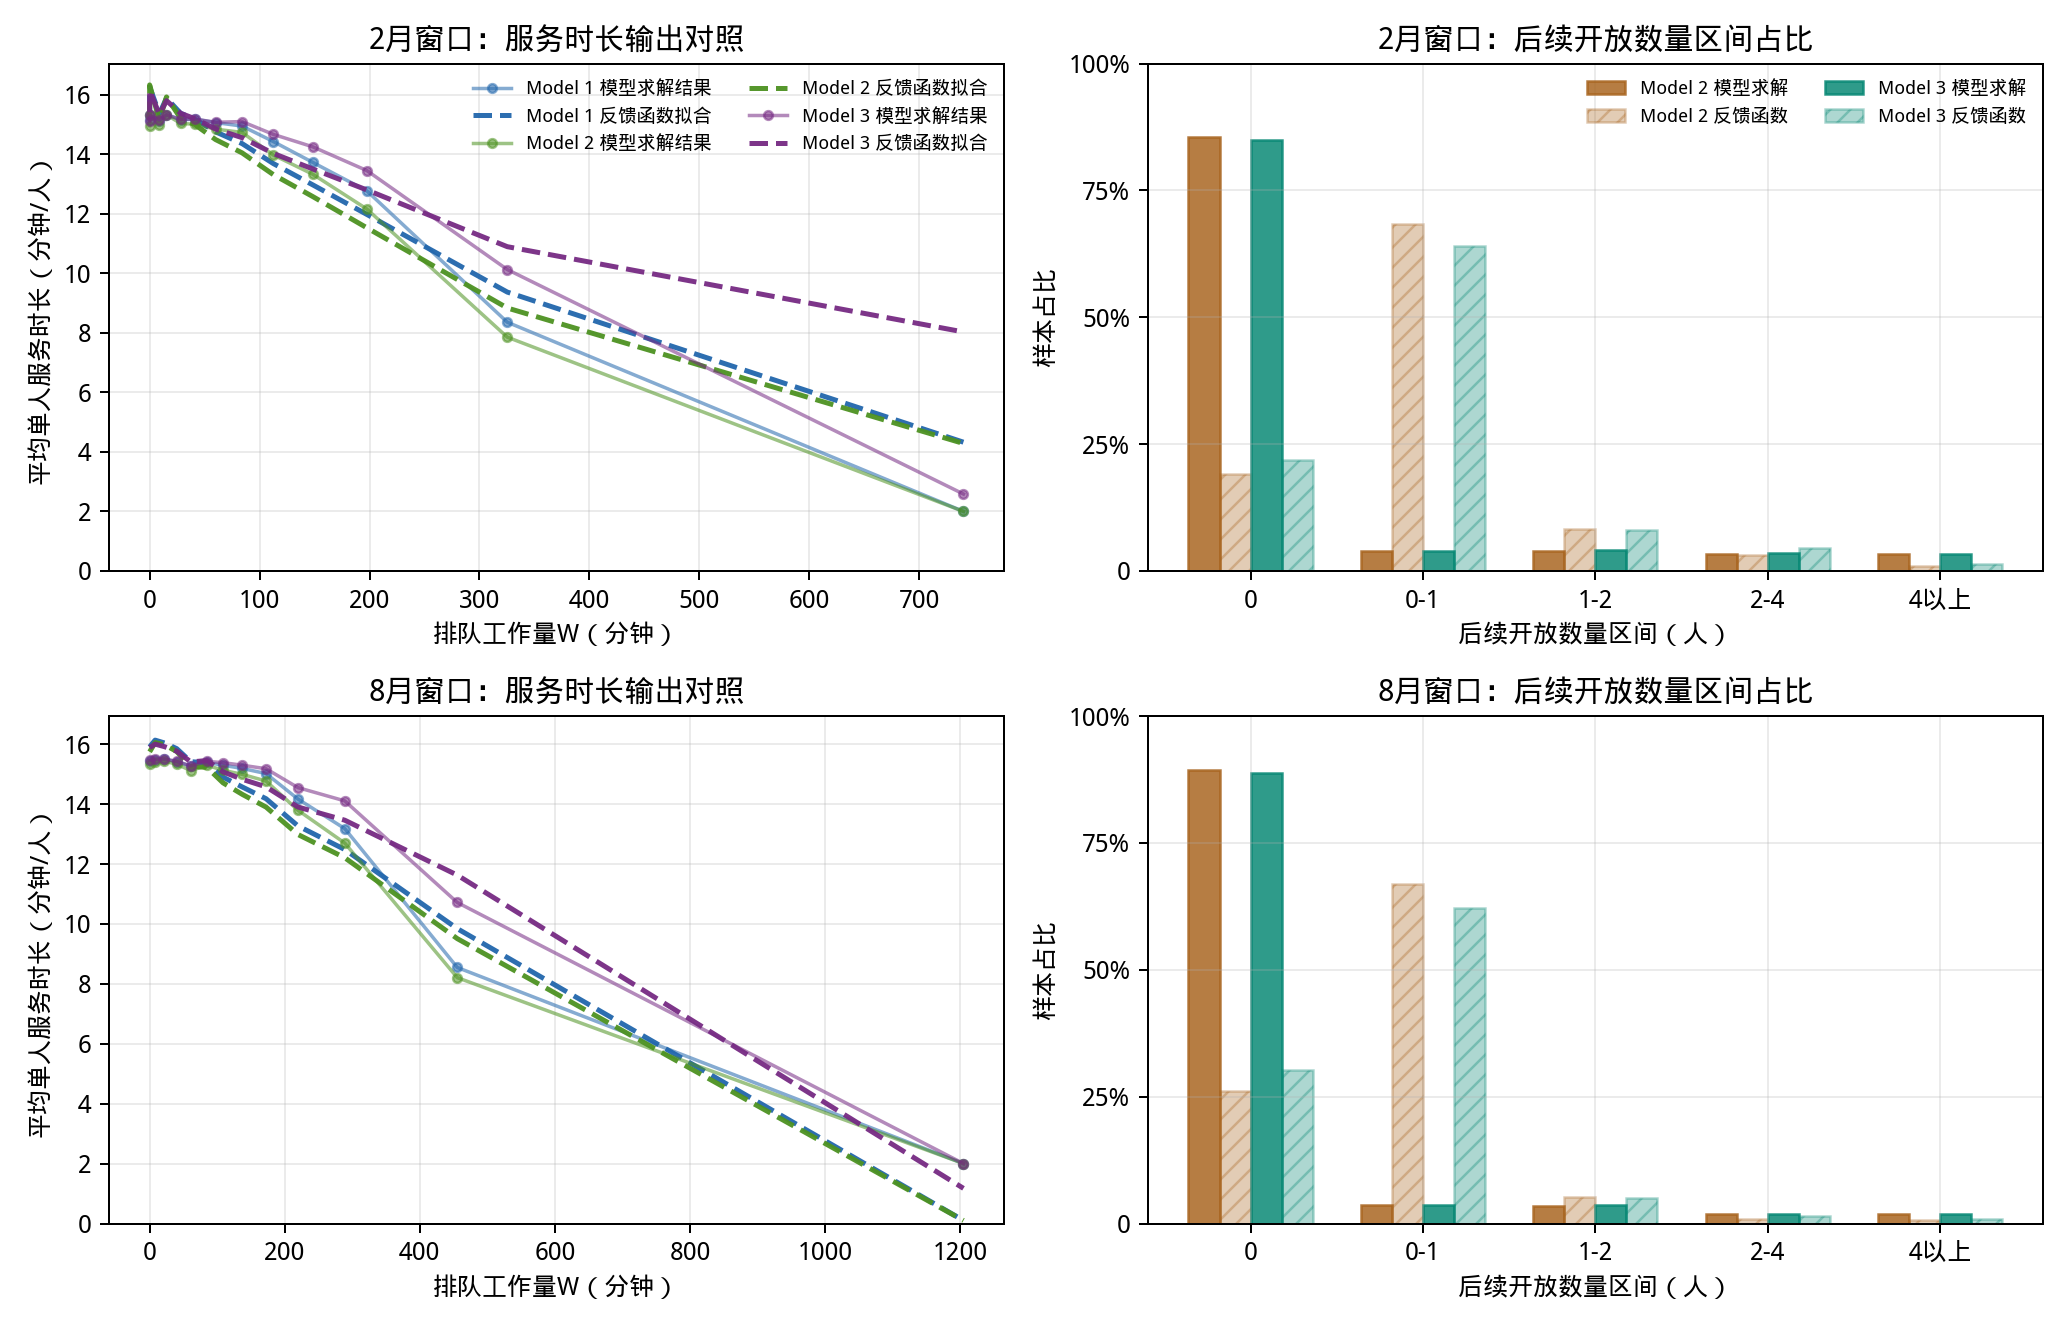 2月窗口：服务时长输出对照
Model 1 模型求解结果
Model 1 反馈函数拟合
Model 2 模型求解结果
Model 2 反馈函数拟合
Model 3 模型求解结果
Model 3 反馈函数拟合
平均单人服务时长（分钟/人）
16
14
12
10
8
6
4
2
0
0 100 200 300 400 500 600 700
排队工作量W（分钟）
2月窗口：后续开放数量区间占比
Model 2 模型求解
Model 2 反馈函数
Model 3 模型求解
Model 3 反馈函数
样本占比
100%
75%
50%
25%
0
0 0-1 1-2 2-4 4以上
后续开放数量区间（人）
8月窗口：服务时长输出对照
平均单人服务时长（分钟/人）
16
14
12
10
8
6
4
2
0
0 200 400 600 800 1000 1200
排队工作量W（分钟）
8月窗口：后续开放数量区间占比
样本占比
100%
75%
50%
25%
0
0 0-1 1-2 2-4 4以上
后续开放数量区间（人）